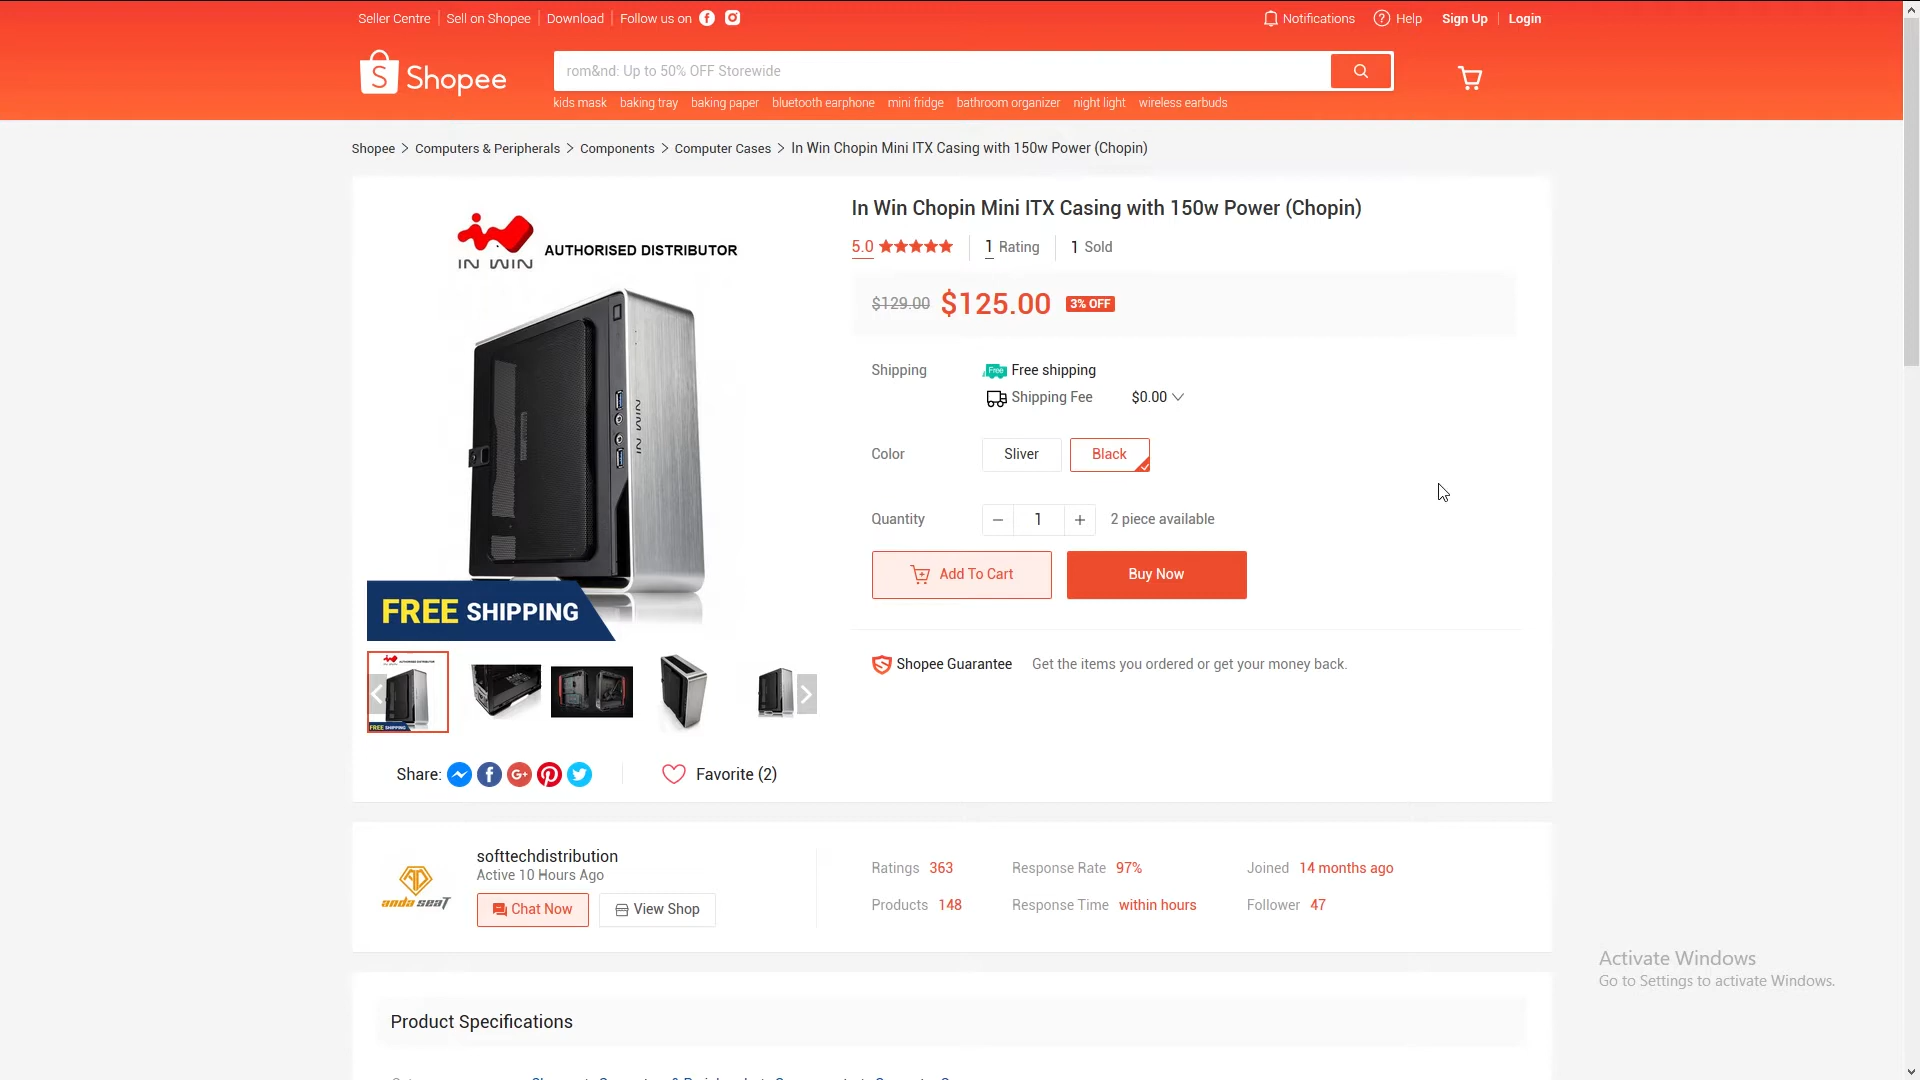 Seller Centre Sell on Shopee Download Follow us on Notifications Help Sign Up Login
Shopee
rom&nd: Up to 50% OFF Storewide
kids mask baking tray baking paper bluetooth earphone mini fridge bathroom organizer night light wireless earbuds
Shopee > Computers & Peripherals > Components > Computer Cases > In Win Chopin Mini ITX Casing with 150w Power (Chopin)
IN WIN AUTHORISED DISTRIBUTOR
IN WIN
FREE SHIPPING
Share: Favorite (2)
In Win Chopin Mini ITX Casing with 150w Power (Chopin)
5.0 1 Rating 1 Sold
$129.00 $125.00 3% OFF
Shipping Free Free shipping
Shipping Fee $0.00
Color Sliver Black
Quantity 1 2 piece available
Add To Cart Buy Now
Shopee Guarantee Get the items you ordered or get your money back.
anda seaT
softtechdistribution
Active 10 Hours Ago
Chat Now View Shop
Ratings 363 Response Rate 97% Joined 14 months ago
Products 148 Response Time within hours Follower 47
Activate Windows
Go to Settings to activate Windows.
Product Specifications